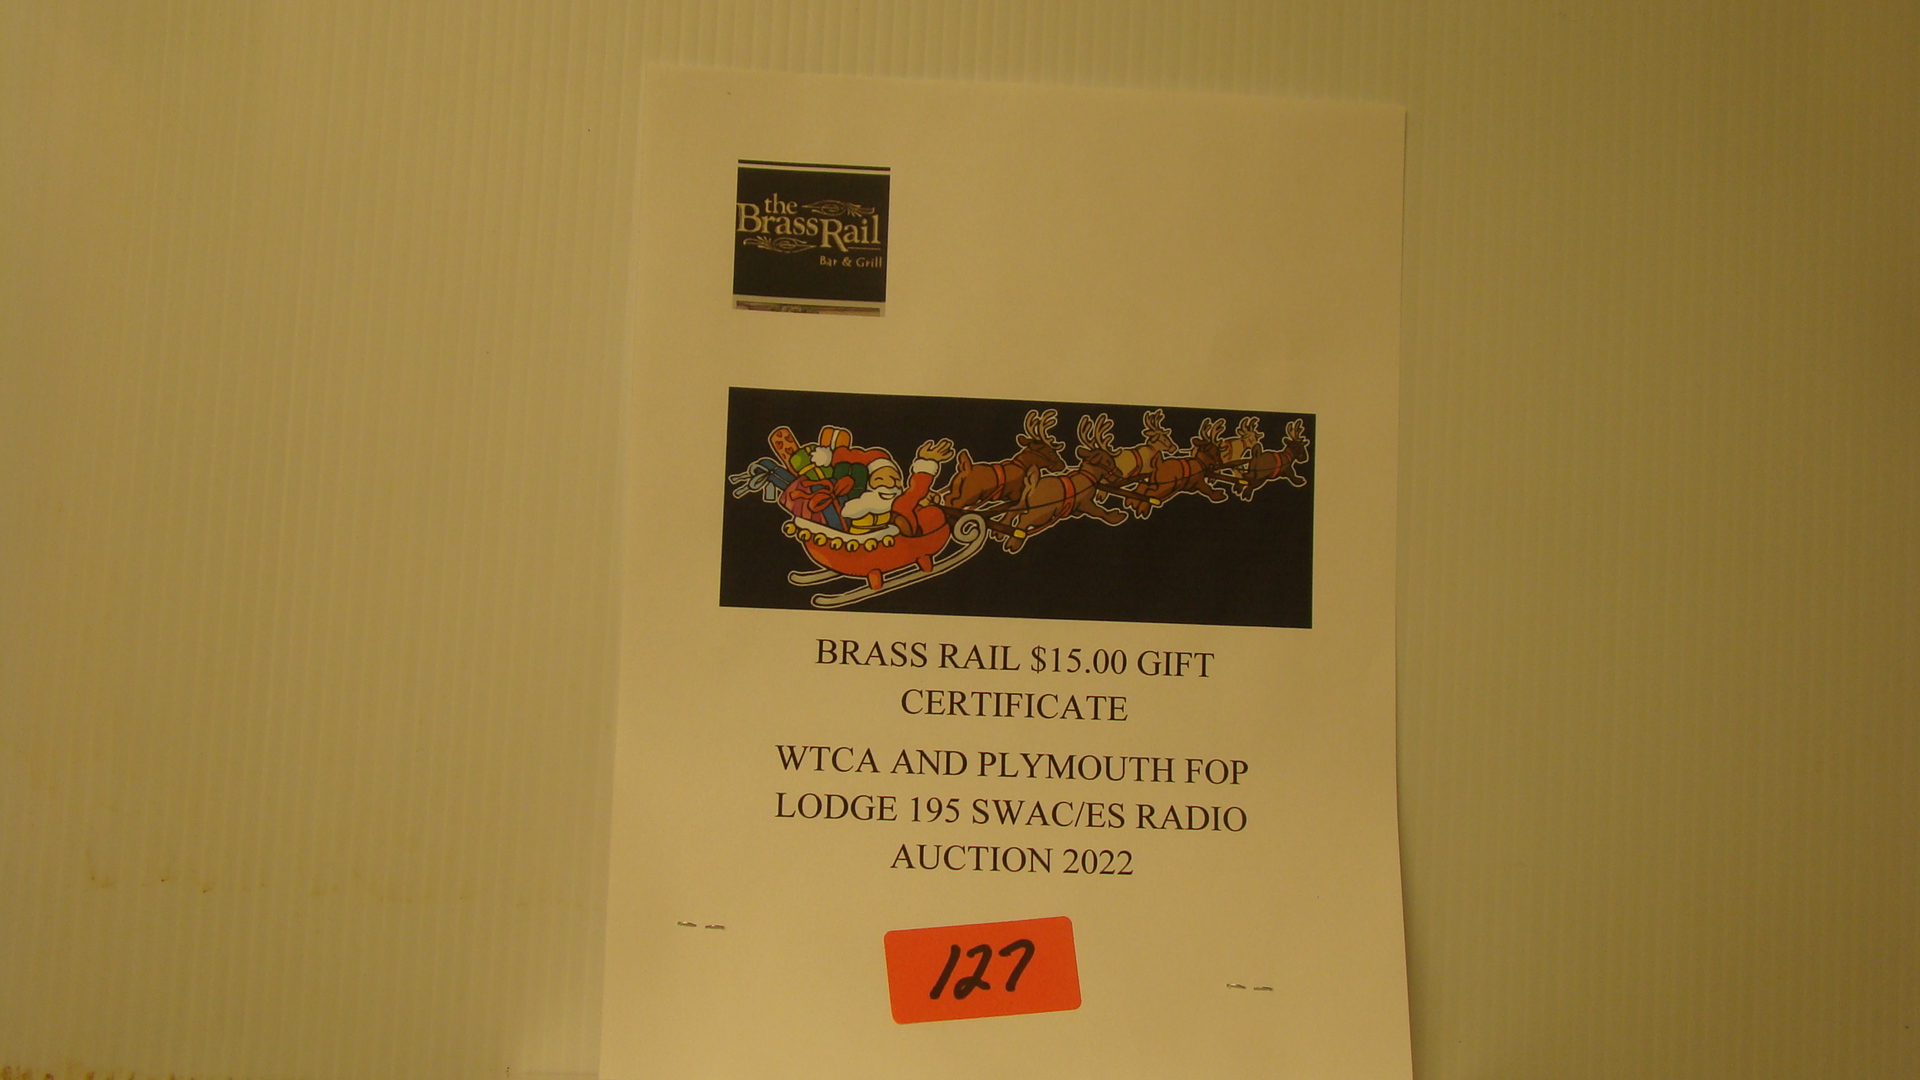 the
Brass Rail
Bar & Grill
BRASS RAIL $15.00 GIFT
CERTIFICATE
WTCA AND PLYMOUTH FOP
LODGE 195 SWAC/ES RADIO
AUCTION 2022
127